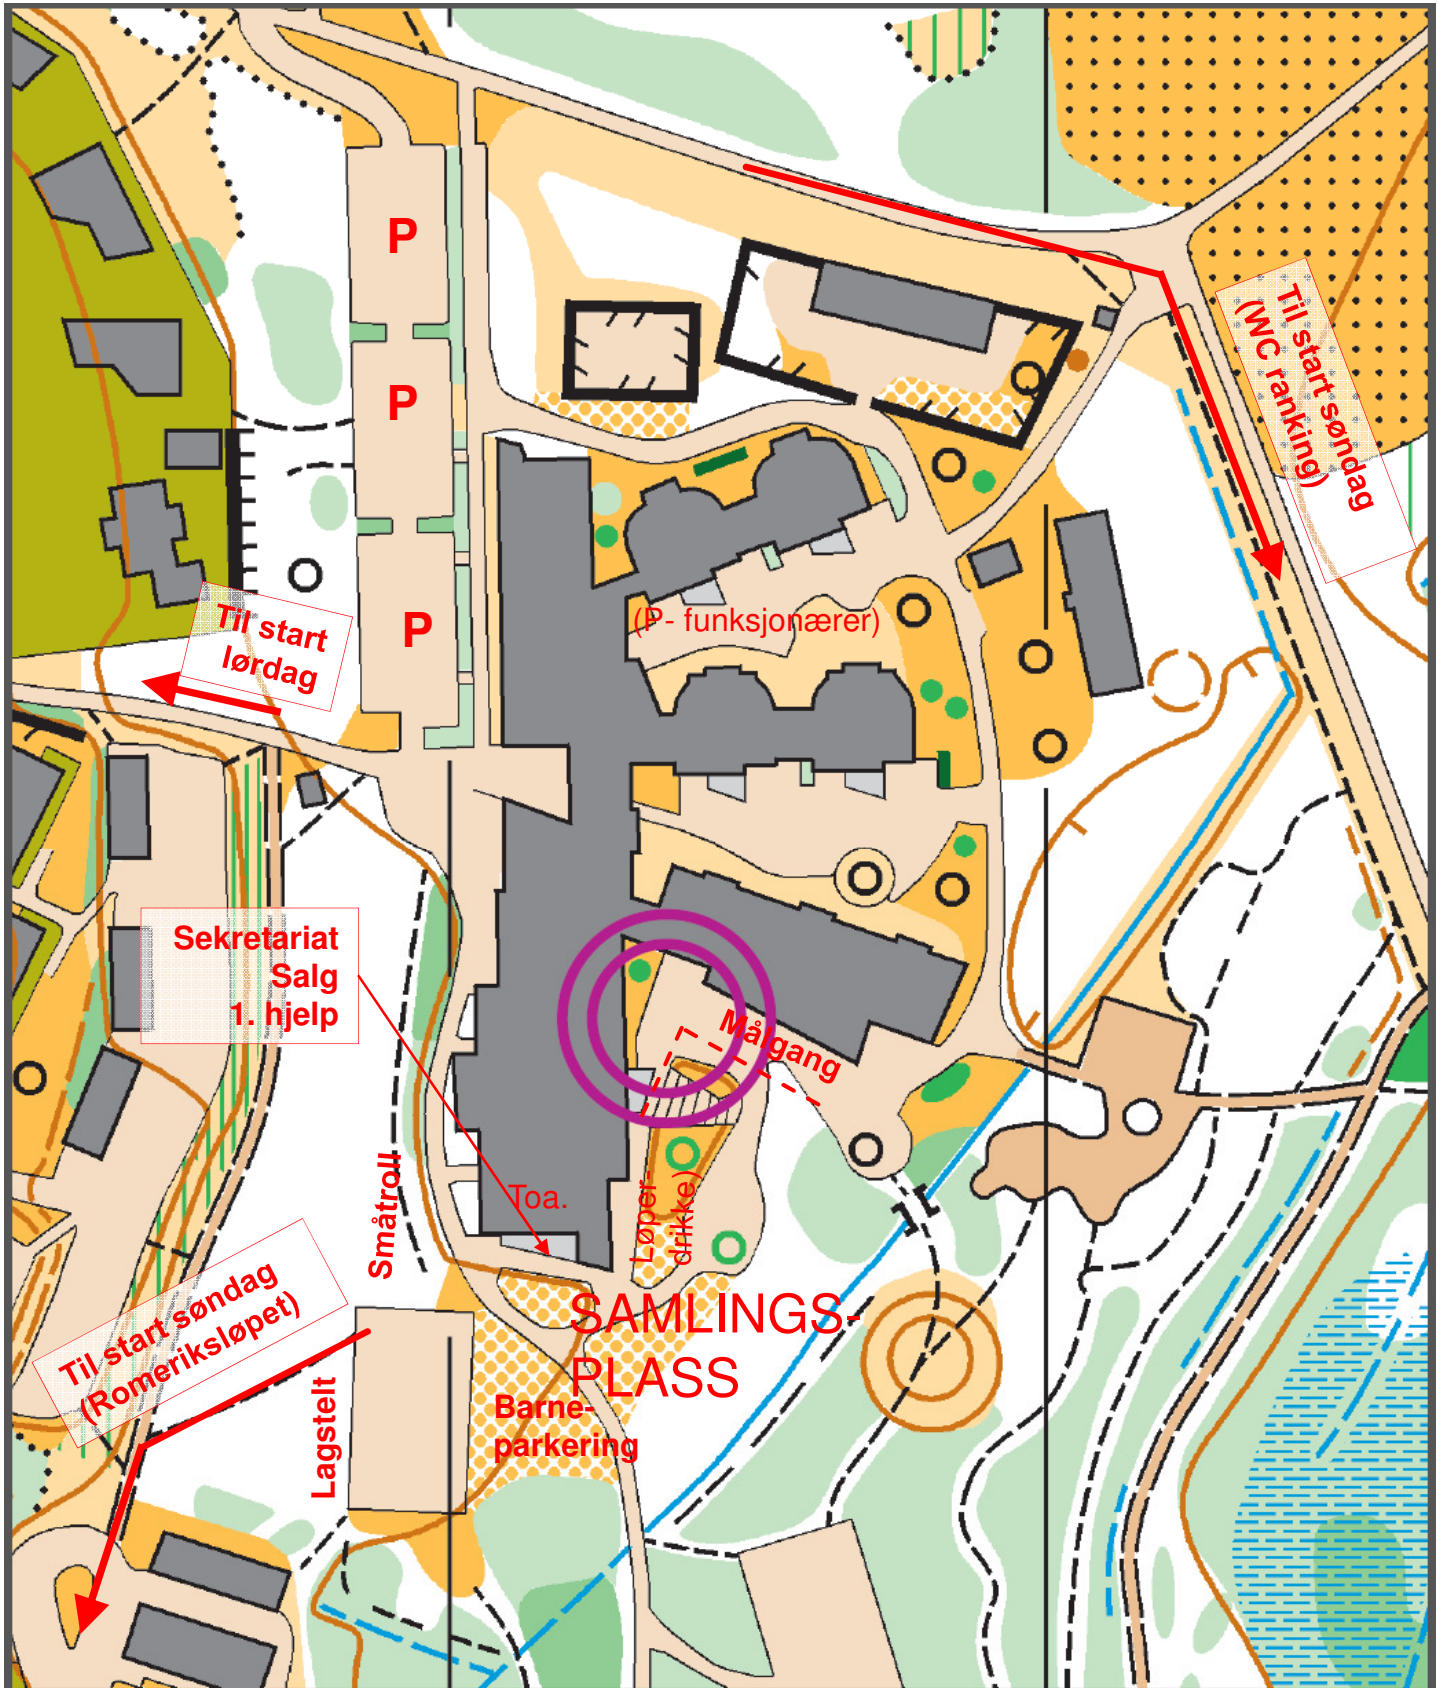 P
P
P
Til start søndag
(WC ranking)
Til start
lørdag
(P- funksjonærer)
Sekretariat
Salg
1. hjelp
Målgang
Småtroll
Toa.
Løper-
drikke)
Til start søndag
(Romeriksløpet)
SAMLINGS-
PLASS
Lagstelt
Barne-
parkering